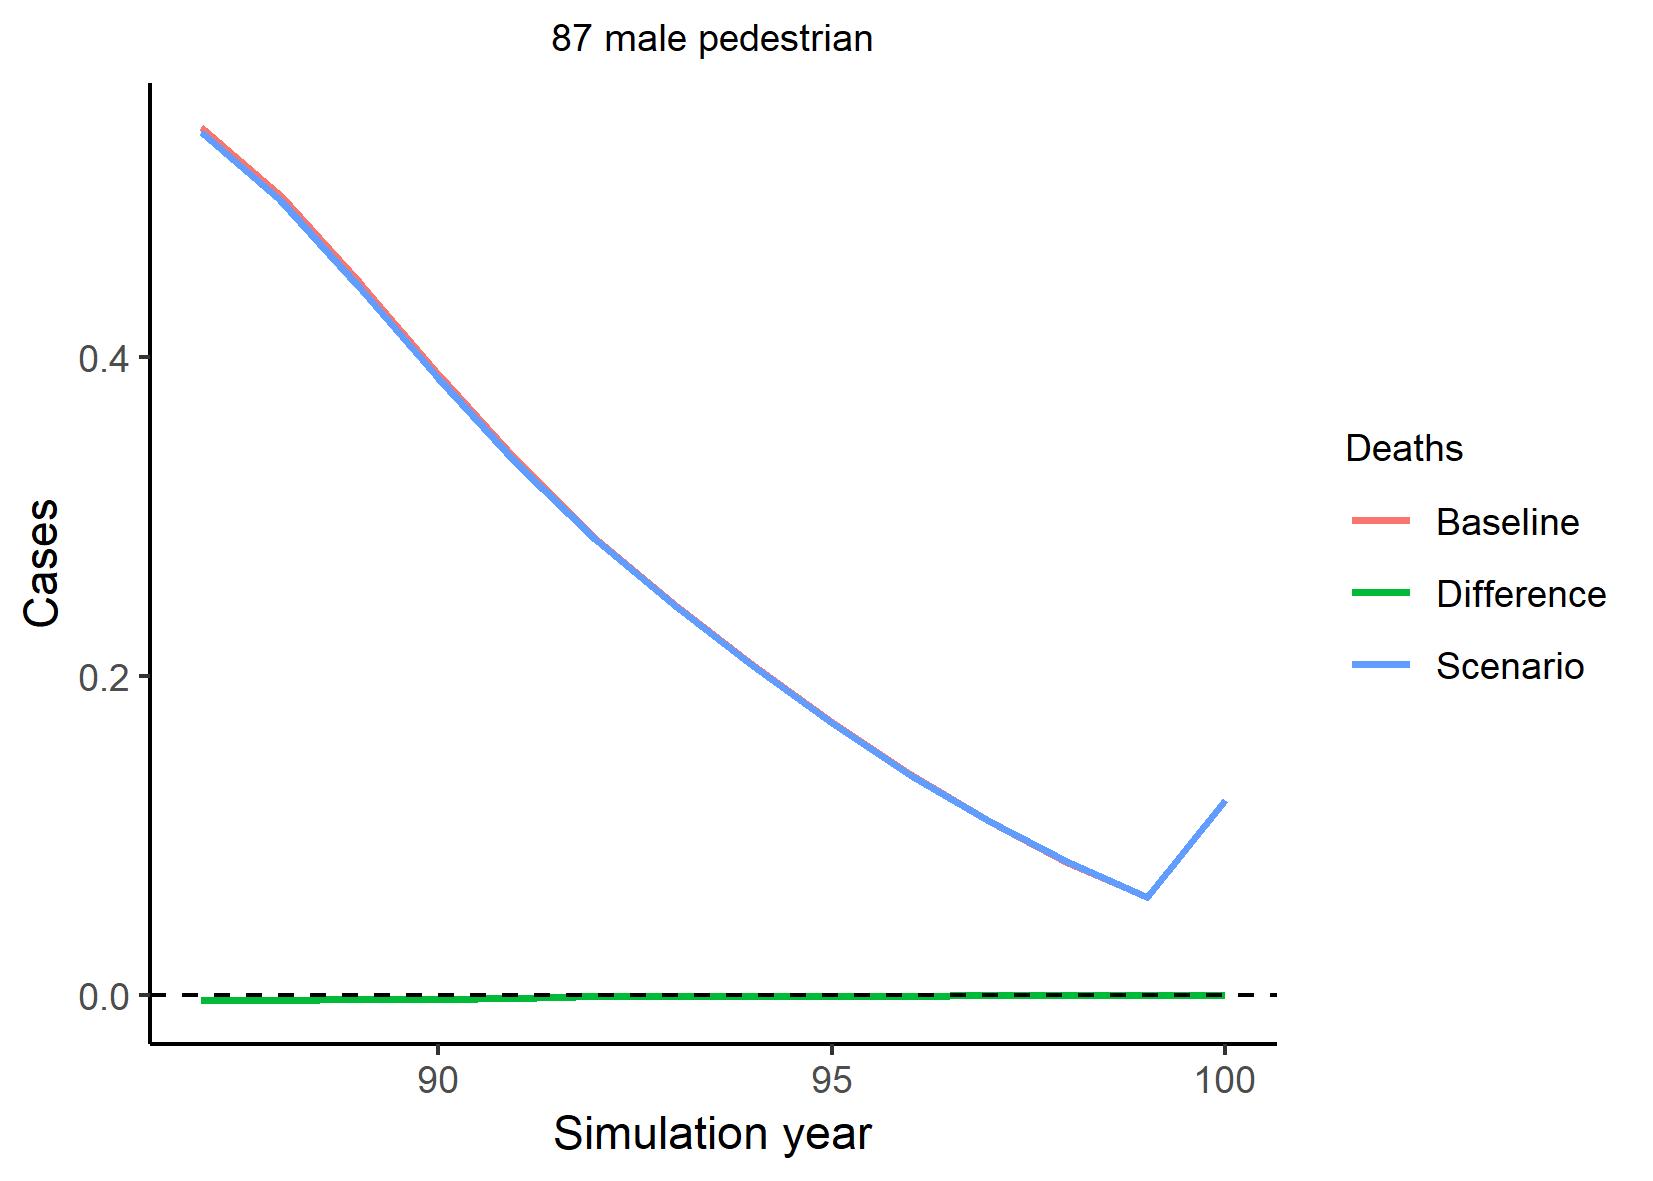 87 male pedestrian
Cases
0.4
0.2
0.0
90 95 100
Simulation year
Deaths
Baseline
Difference
Scenario